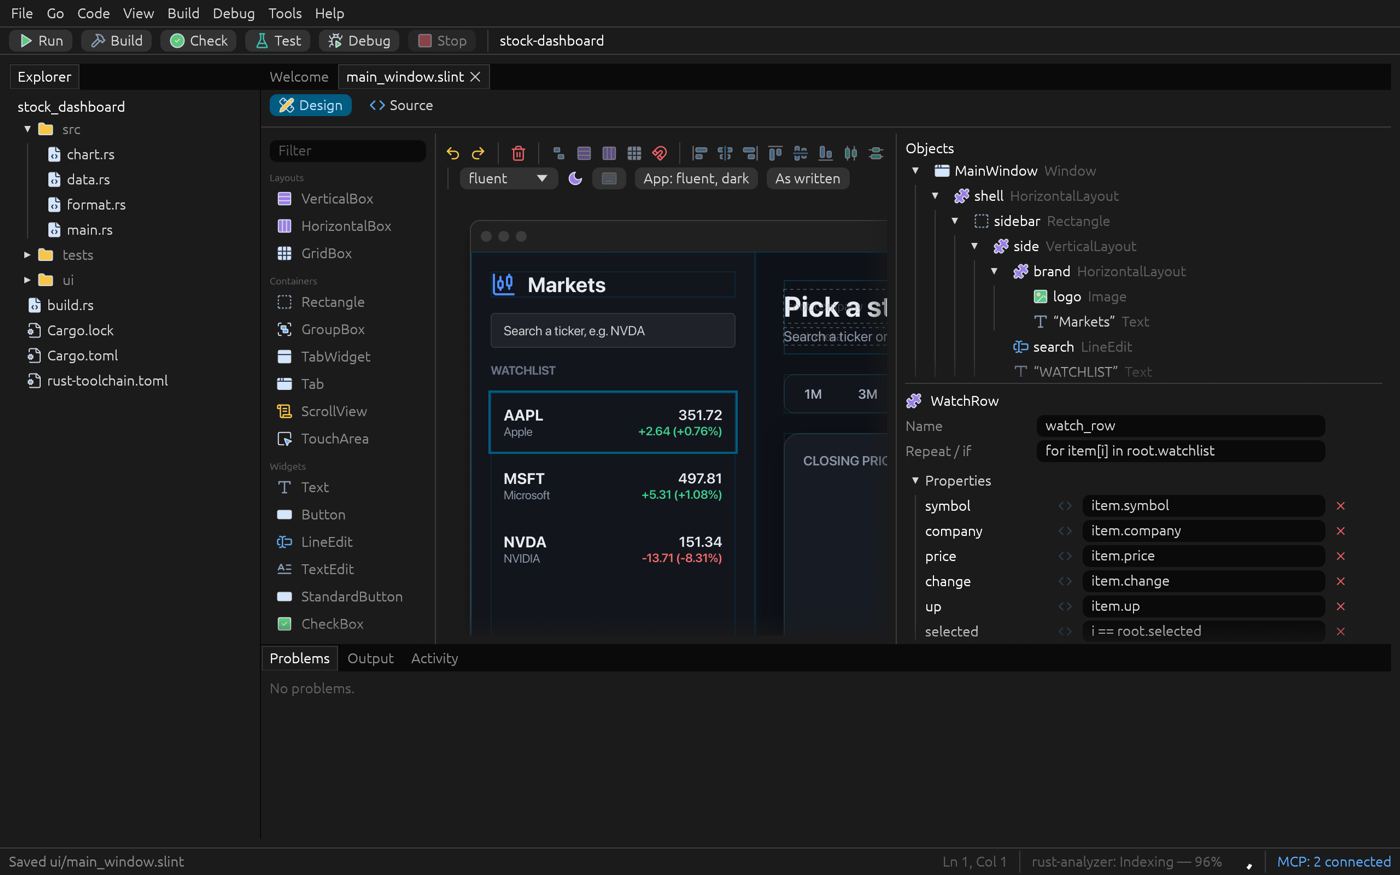 File Go Code View Build Debug Tools Help
Run Build Check Test Debug Stop stock-dashboard
Explorer
stock_dashboard
src
chart.rs
data.rs
format.rs
main.rs
tests
ui
build.rs
Cargo.lock
Cargo.toml
rust-toolchain.toml
Welcome main_window.slint
Design Source
Filter
Layouts
VerticalBox
HorizontalBox
GridBox
Containers
Rectangle
GroupBox
TabWidget
Tab
ScrollView
TouchArea
Widgets
Text
Button
LineEdit
TextEdit
StandardButton
CheckBox
fluent App: fluent, dark As written
Markets
Search a ticker, e.g. NVDA
WATCHLIST
AAPL 351.72
Apple +2.64 (+0.76%)
MSFT 497.81
Microsoft +5.31 (+1.08%)
NVDA 151.34
NVIDIA -13.71 (-8.31%)
Pick a st
Search a ticker or
1M 3M
CLOSING PRIC
Objects
MainWindow Window
shell HorizontalLayout
sidebar Rectangle
side VerticalLayout
brand HorizontalLayout
logo Image
“Markets” Text
search LineEdit
“WATCHLIST” Text
WatchRow
Name watch_row
Repeat / if for item[i] in root.watchlist
Properties
symbol item.symbol
company item.company
price item.price
change item.change
up item.up
selected i == root.selected
Problems Output Activity
No problems.
Saved ui/main_window.slint Ln 1, Col 1 rust-analyzer: Indexing — 96% MCP: 2 connected